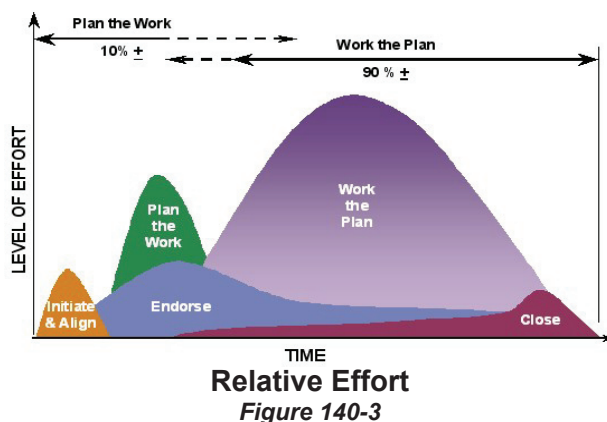 Plan the Work
10% ±
Work the Plan
90 % ±
LEVEL OF EFFORT
Plan
the
Work
Work
the
Plan
Initiate
& Align
Endorse
Close
TIME
Relative Effort
Figure 140-3